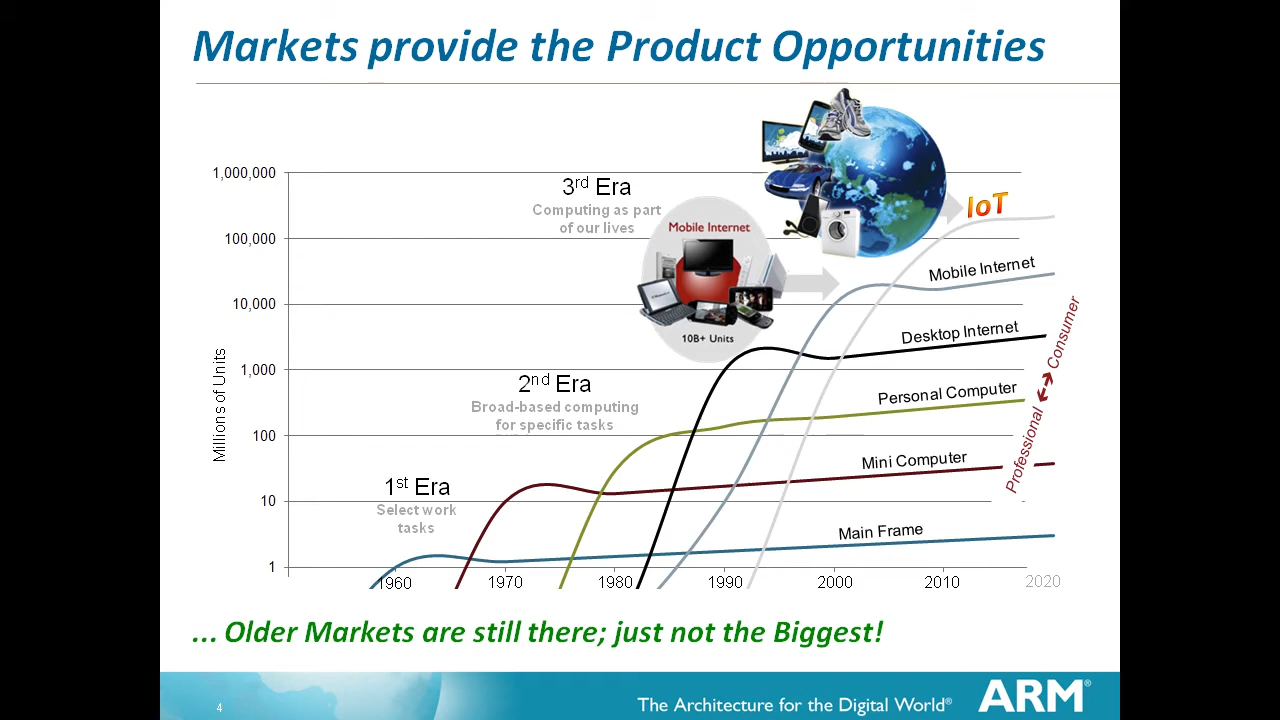 Markets provide the Product Opportunities
1,000,000
100,000
10,000
1,000
100
10
1
Millions of Units
3rd Era
Computing as part
of our lives
Mobile Internet
10B+ Units
IoT
2nd Era
Broad-based computing
for specific tasks
1st Era
Select work
tasks
Mobile Internet
Desktop Internet
Personal Computer
Mini Computer
Main Frame
Professional ↔ Consumer
1960 1970 1980 1990 2000 2010 2020
... Older Markets are still there; just not the Biggest!
4
The Architecture for the Digital World®
ARM®